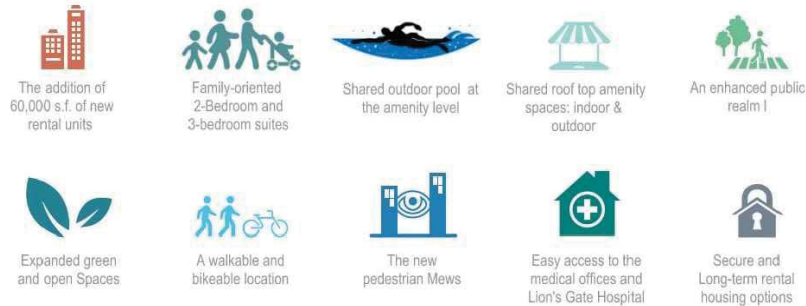 The addition of
60,000 s.f. of new
rental units
Family-oriented
2-Bedroom and
3-bedroom suites
Shared outdoor pool at
the amenity level
Shared roof top amenity
spaces: indoor &
outdoor
An enhanced public
realm I
Expanded green
and open Spaces
A walkable and
bikeable location
The new
pedestrian Mews
Easy access to the
medical offices and
Lion's Gate Hospital
Secure and
Long-term rental
housing options